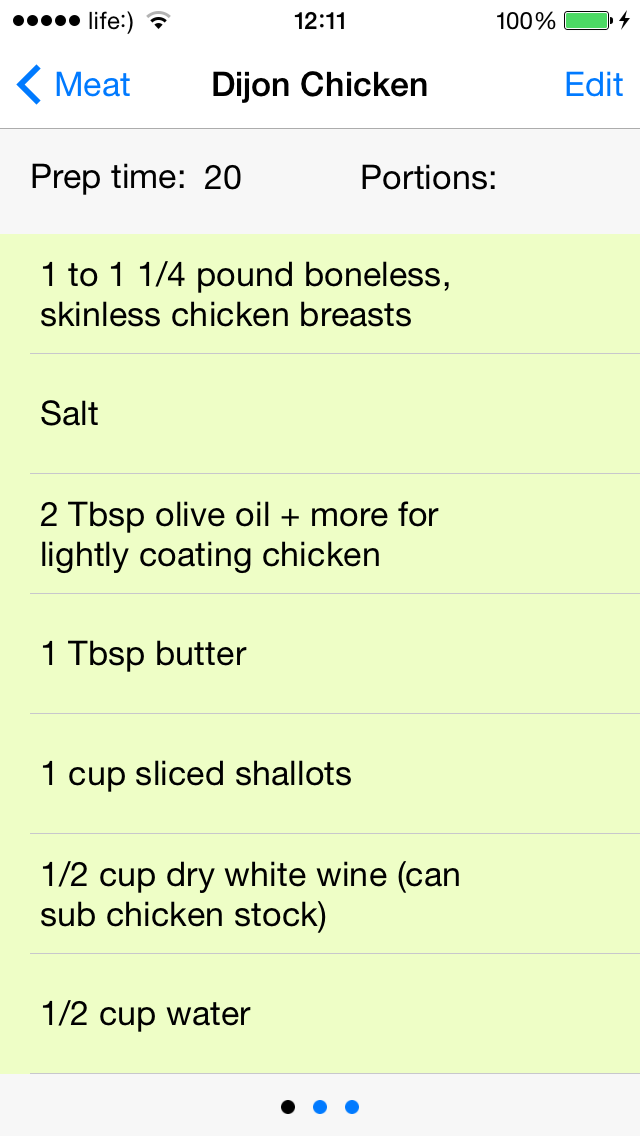 life:) 12:11 100%
Meat Dijon Chicken Edit
Prep time: 20 Portions:
1 to 1 1/4 pound boneless,
skinless chicken breasts
Salt
2 Tbsp olive oil + more for
lightly coating chicken
1 Tbsp butter
1 cup sliced shallots
1/2 cup dry white wine (can
sub chicken stock)
1/2 cup water